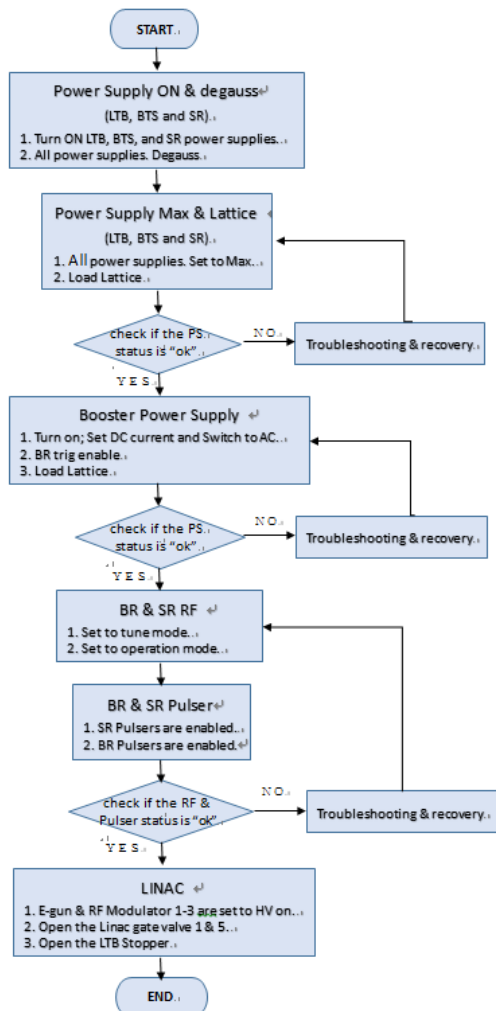 START
Power Supply ON & degauss
(LTB, BTS and SR)
1. Turn ON LTB, BTS, and SR power supplies.
2. All power supplies. Degauss
Power Supply Max & Lattice
(LTB, BTS and SR)
1. All power supplies. Set to Max.
2. Load Lattice
check if the PS
status is “ok”
NO
Troubleshooting & recovery
YES
Booster Power Supply
1. Turn on; Set DC current and Switch to AC.
2. BR trig enable
3. Load Lattice
check if the PS
status is “ok”
NO
Troubleshooting & recovery
YES
BR & SR RF
1. Set to tune mode.
2. Set to operation mode
BR & SR Pulser
1. SR Pulsers are enabled.
2. BR Pulsers are enabled.
check if the RF &
Pulser status is “ok”
NO
Troubleshooting & recovery
YES
LINAC
1. E-gun & RF Modulator 1-3 are set to HV on.
2. Open the Linac gate valve 1 & 5.
3. Open the LTB Stopper
END